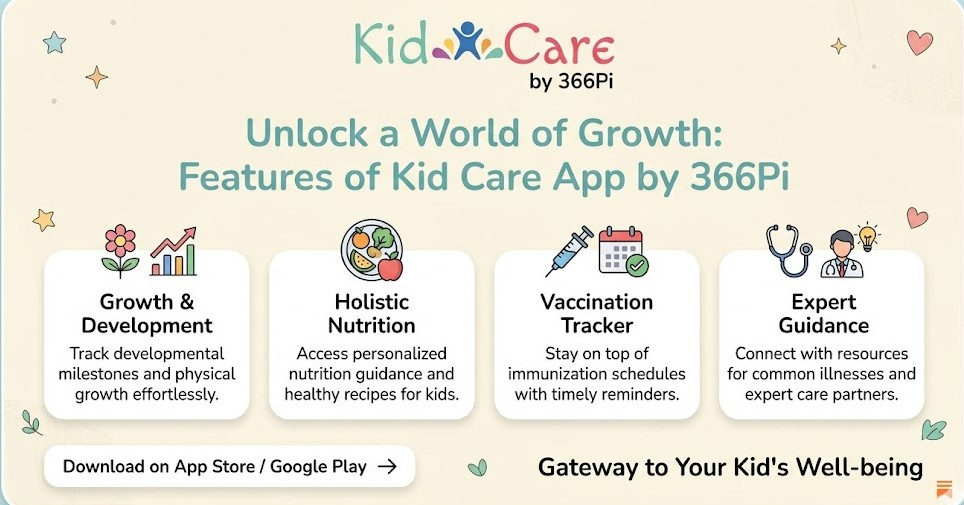 Kid Care
by 366Pi
Unlock a World of Growth:
Features of Kid Care App by 366Pi
Growth &
Development
Track developmental
milestones and physical
growth effortlessly.
Holistic
Nutrition
Access personalized
nutrition guidance and
healthy recipes for kids.
Vaccination
Tracker
Stay on top of
immunization schedules
with timely reminders.
Expert
Guidance
Connect with resources
for common illnesses and
expert care partners.
Download on App Store / Google Play →
Gateway to Your Kid's Well-being